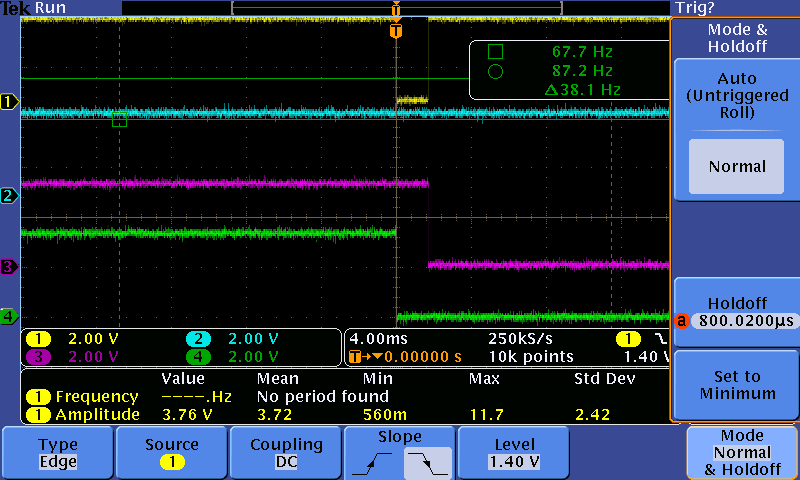 Tek Run Trig?
T
T
67.7 Hz
87.2 Hz
Δ38.1 Hz
1
2
3
4
Mode &
Holdoff
Auto
(Untriggered
Roll)
Normal
Holdoff
a 800.0200µs
Set to
Minimum
1 2.00 V 2 2.00 V
3 2.00 V 4 2.00 V
4.00ms 250kS/s 1
T→▼0.00000 s 10k points 1.40 V
Value Mean Min Max Std Dev
1 Frequency ––––.Hz No period found
1 Amplitude 3.76 V 3.72 560m 11.7 2.42
Type
Edge
Source
1
Coupling
DC
Slope
Level
1.40 V
Mode
Normal
& Holdoff